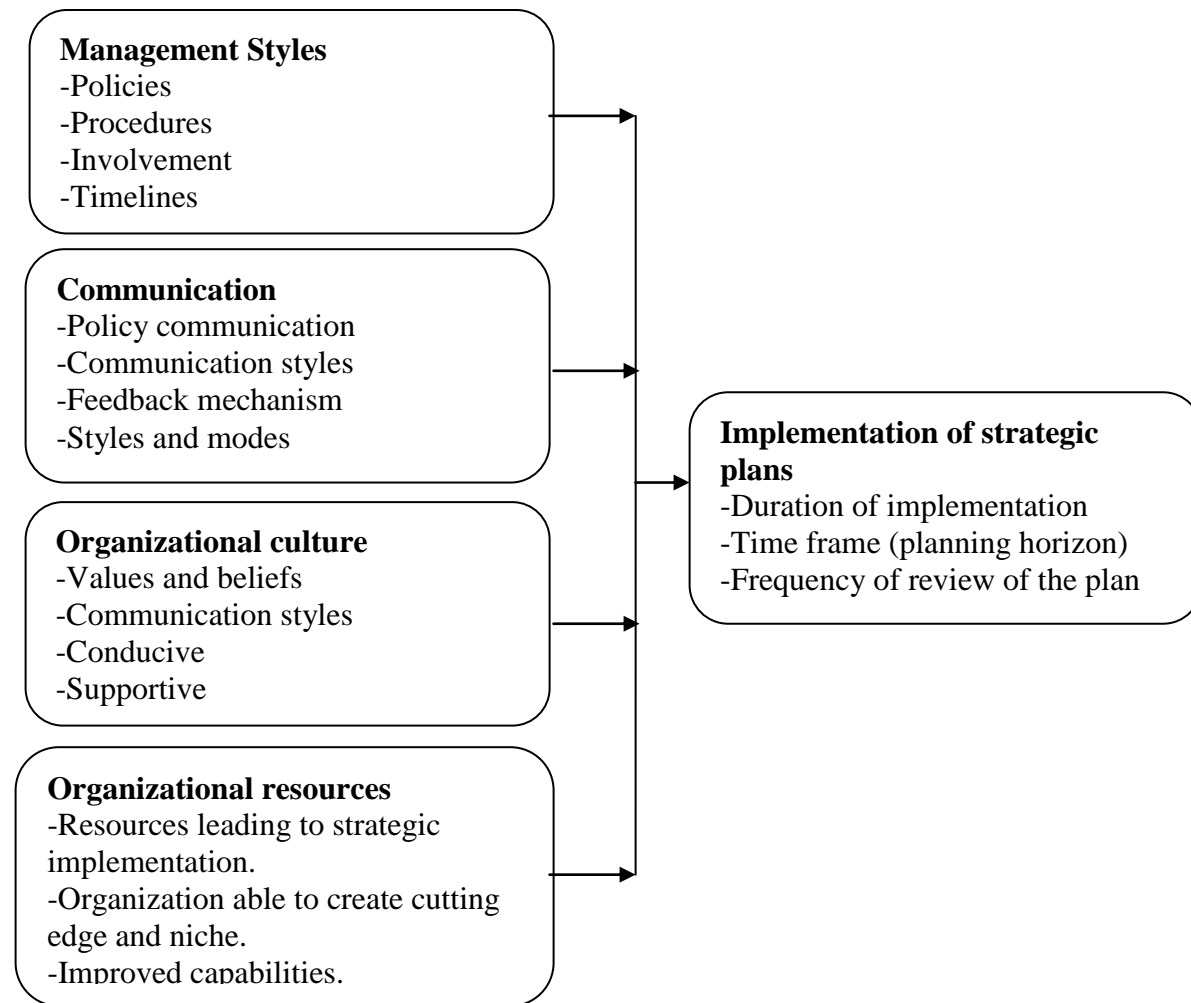 Management Styles
-Policies
-Procedures
-Involvement
-Timelines
Communication
-Policy communication
-Communication styles
-Feedback mechanism
-Styles and modes
Organizational culture
-Values and beliefs
-Communication styles
-Conducive
-Supportive
Organizational resources
-Resources leading to strategic
implementation.
-Organization able to create cutting
edge and niche.
-Improved capabilities.
Implementation of strategic
plans
-Duration of implementation
-Time frame (planning horizon)
-Frequency of review of the plan